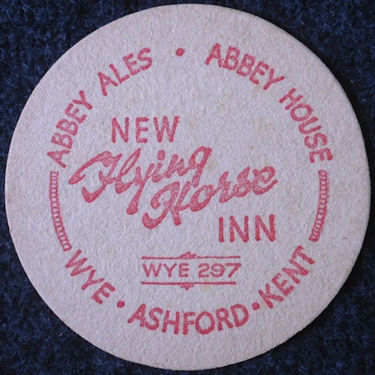 ABBEY ALES • ABBEY HOUSE
NEW
Flying
Horse
INN
WYE 297
WYE • ASHFORD • KENT